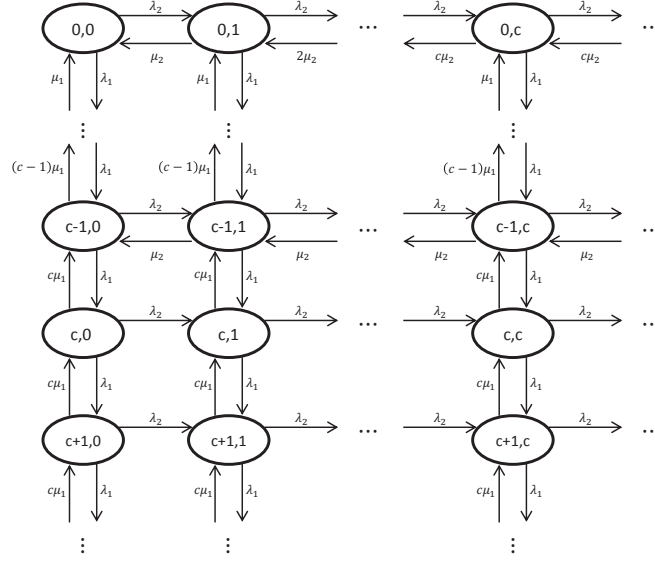 λ₂ λ₂ λ₂ λ₂
0,0 0,1 ... 0,c ..
μ₂ 2μ₂ cμ₂ cμ₂
μ₁ λ₁ μ₁ λ₁ μ₁ λ₁
⋮ ⋮ ⋮
(c − 1)μ₁ λ₁ (c − 1)μ₁ λ₁ (c − 1)μ₁ λ₁
λ₂ λ₂ λ₂ λ₂
c-1,0 c-1,1 ... c-1,c ..
μ₂ μ₂ μ₂ μ₂
cμ₁ λ₁ cμ₁ λ₁ cμ₁ λ₁
λ₂ λ₂ λ₂ λ₂
c,0 c,1 ... c,c ..
cμ₁ λ₁ cμ₁ λ₁ cμ₁ λ₁
λ₂ λ₂ λ₂ λ₂
c+1,0 c+1,1 ... c+1,c ..
cμ₁ λ₁ cμ₁ λ₁ cμ₁ λ₁
⋮ ⋮ ⋮